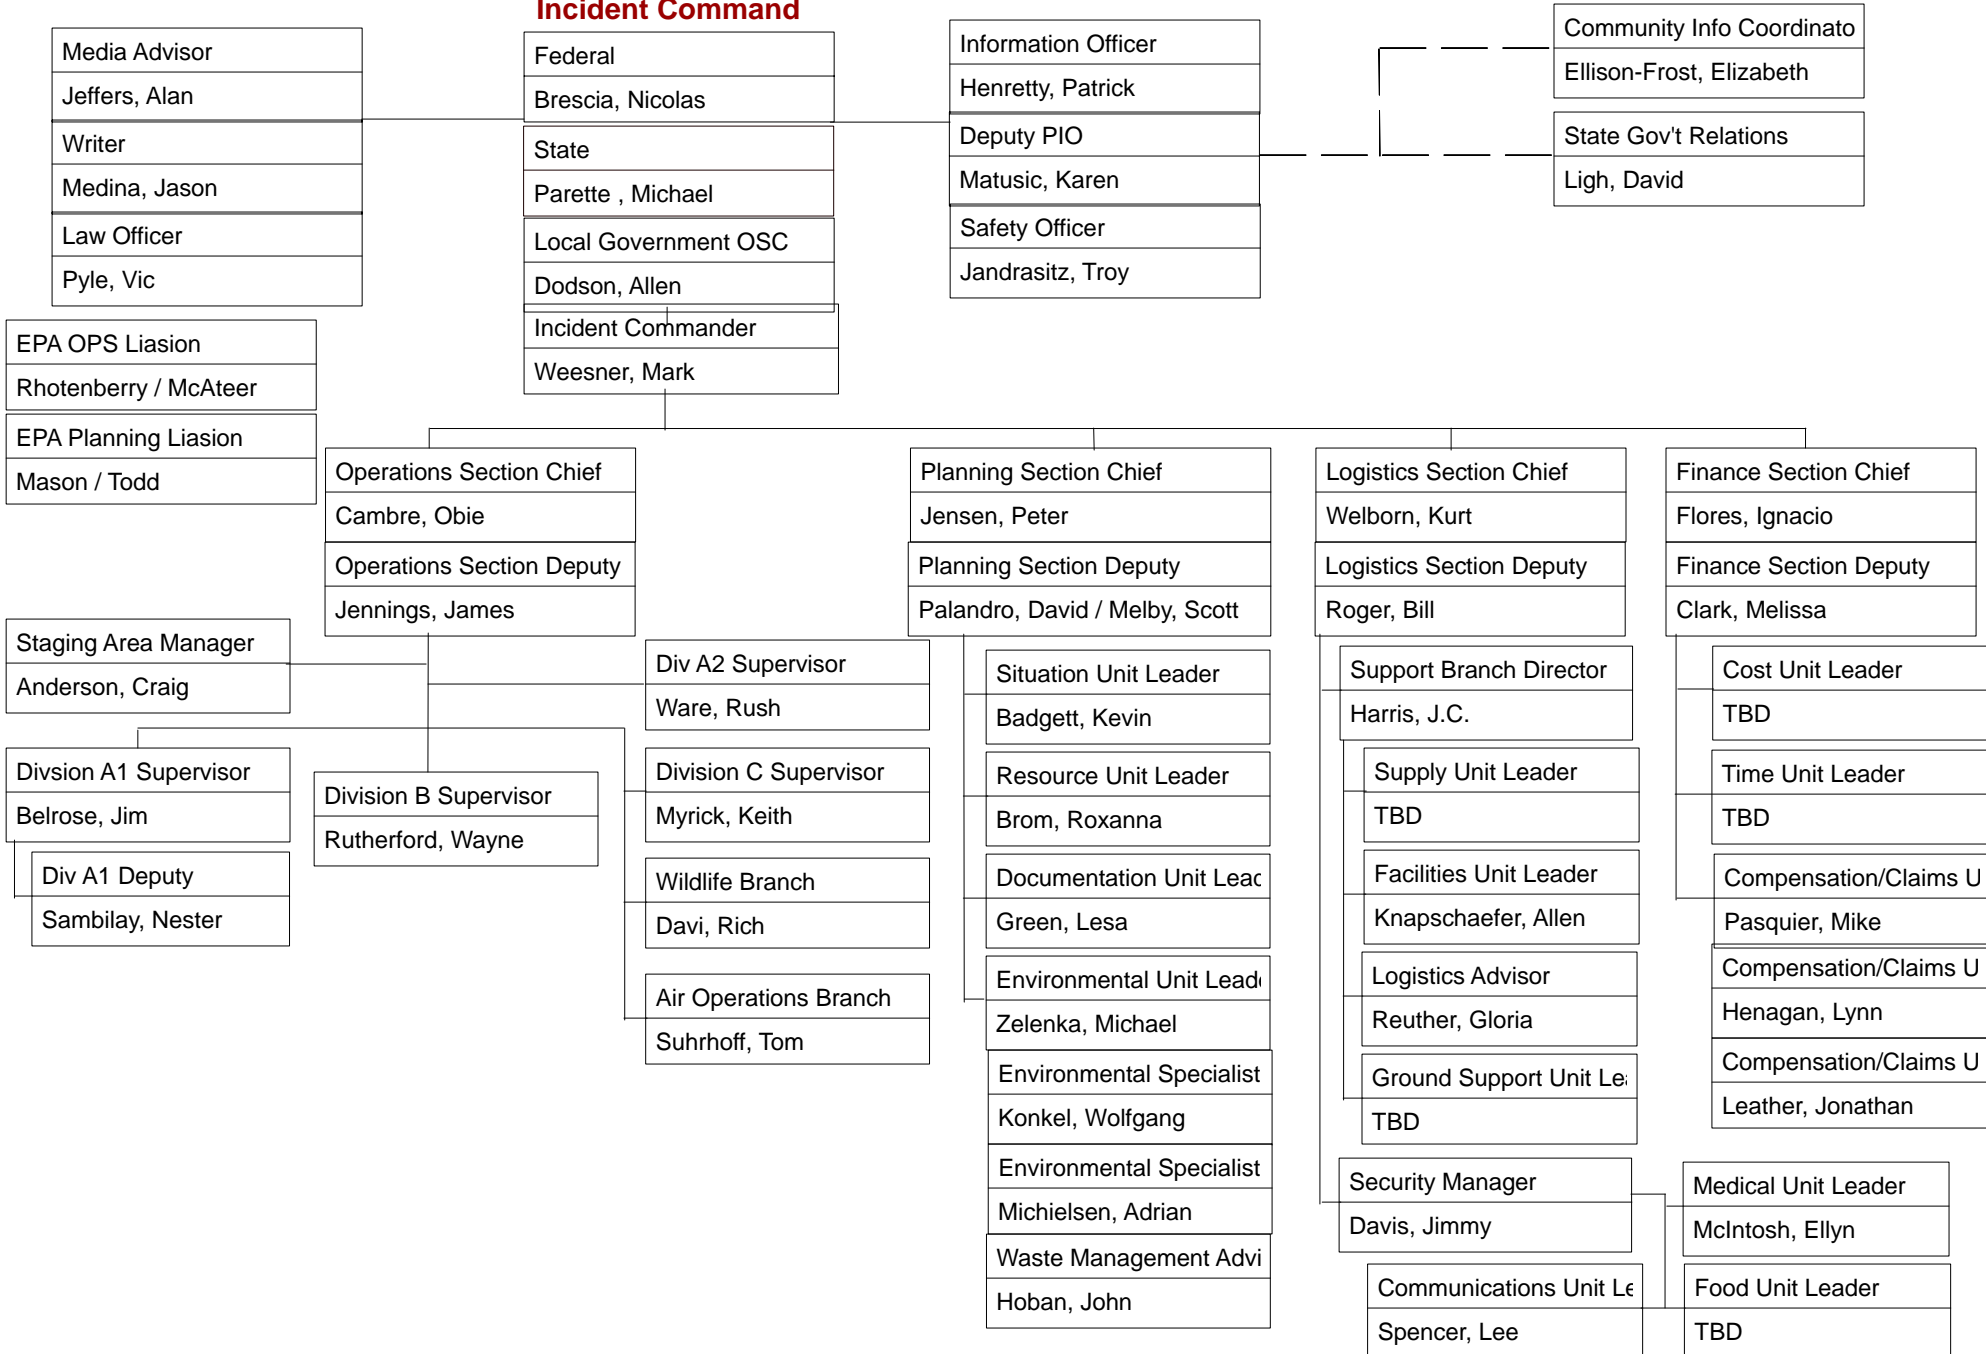 Incident Command
Media Advisor
Jeffers, Alan
Writer
Medina, Jason
Law Officer
Pyle, Vic
Federal
Brescia, Nicolas
State
Parette , Michael
Local Government OSC
Dodson, Allen
Incident Commander
Weesner, Mark
Information Officer
Henretty, Patrick
Deputy PIO
Matusic, Karen
Safety Officer
Jandrasitz, Troy
Community Info Coordinato
Ellison-Frost, Elizabeth
State Gov't Relations
Ligh, David
EPA OPS Liasion
Rhotenberry / McAteer
EPA Planning Liasion
Mason / Todd
Operations Section Chief
Cambre, Obie
Operations Section Deputy
Jennings, James
Staging Area Manager
Anderson, Craig
Divsion A1 Supervisor
Belrose, Jim
Div A1 Deputy
Sambilay, Nester
Division B Supervisor
Rutherford, Wayne
Div A2 Supervisor
Ware, Rush
Division C Supervisor
Myrick, Keith
Wildlife Branch
Davi, Rich
Air Operations Branch
Suhrhoff, Tom
Planning Section Chief
Jensen, Peter
Planning Section Deputy
Palandro, David / Melby, Scott
Situation Unit Leader
Badgett, Kevin
Resource Unit Leader
Brom, Roxanna
Documentation Unit Leac
Green, Lesa
Environmental Unit Lead
Zelenka, Michael
Environmental Specialist
Konkel, Wolfgang
Environmental Specialist
Michielsen, Adrian
Waste Management Advi
Hoban, John
Logistics Section Chief
Welborn, Kurt
Logistics Section Deputy
Roger, Bill
Support Branch Director
Harris, J.C.
Supply Unit Leader
TBD
Facilities Unit Leader
Knapschaefer, Allen
Logistics Advisor
Reuther, Gloria
Ground Support Unit Lea
TBD
Security Manager
Davis, Jimmy
Communications Unit Le
Spencer, Lee
Medical Unit Leader
McIntosh, Ellyn
Food Unit Leader
TBD
Finance Section Chief
Flores, Ignacio
Finance Section Deputy
Clark, Melissa
Cost Unit Leader
TBD
Time Unit Leader
TBD
Compensation/Claims U
Pasquier, Mike
Compensation/Claims U
Henagan, Lynn
Compensation/Claims U
Leather, Jonathan